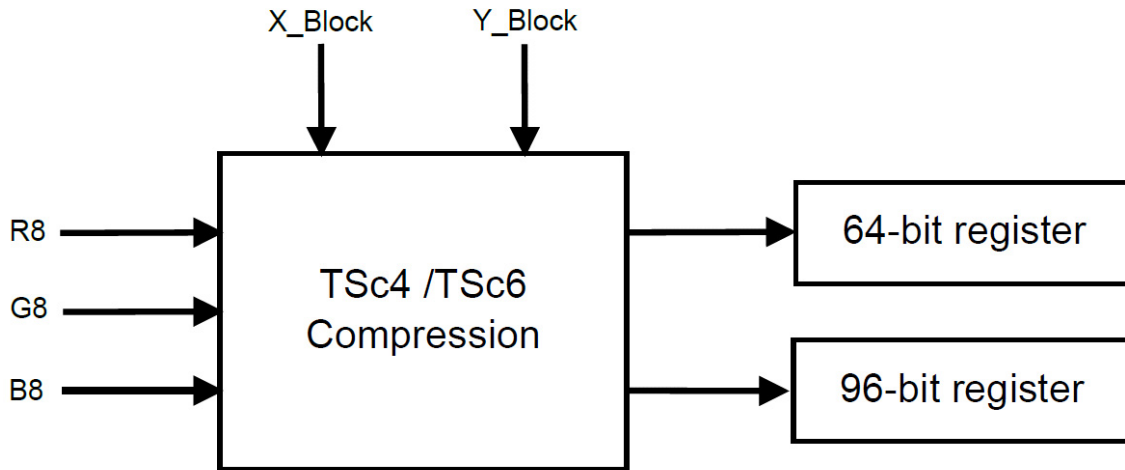 X_Block
Y_Block
R8
G8
B8
TSc4 /TSc6
Compression
64-bit register
96-bit register